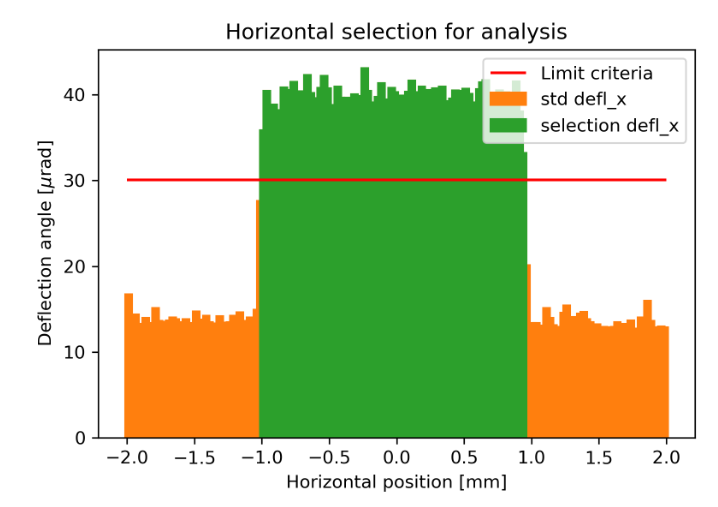 Horizontal selection for analysis
Limit criteria
std defl_x
selection defl_x
Deflection angle [μrad]
40
30
20
10
0
−2.0 −1.5 −1.0 −0.5 0.0 0.5 1.0 1.5 2.0
Horizontal position [mm]